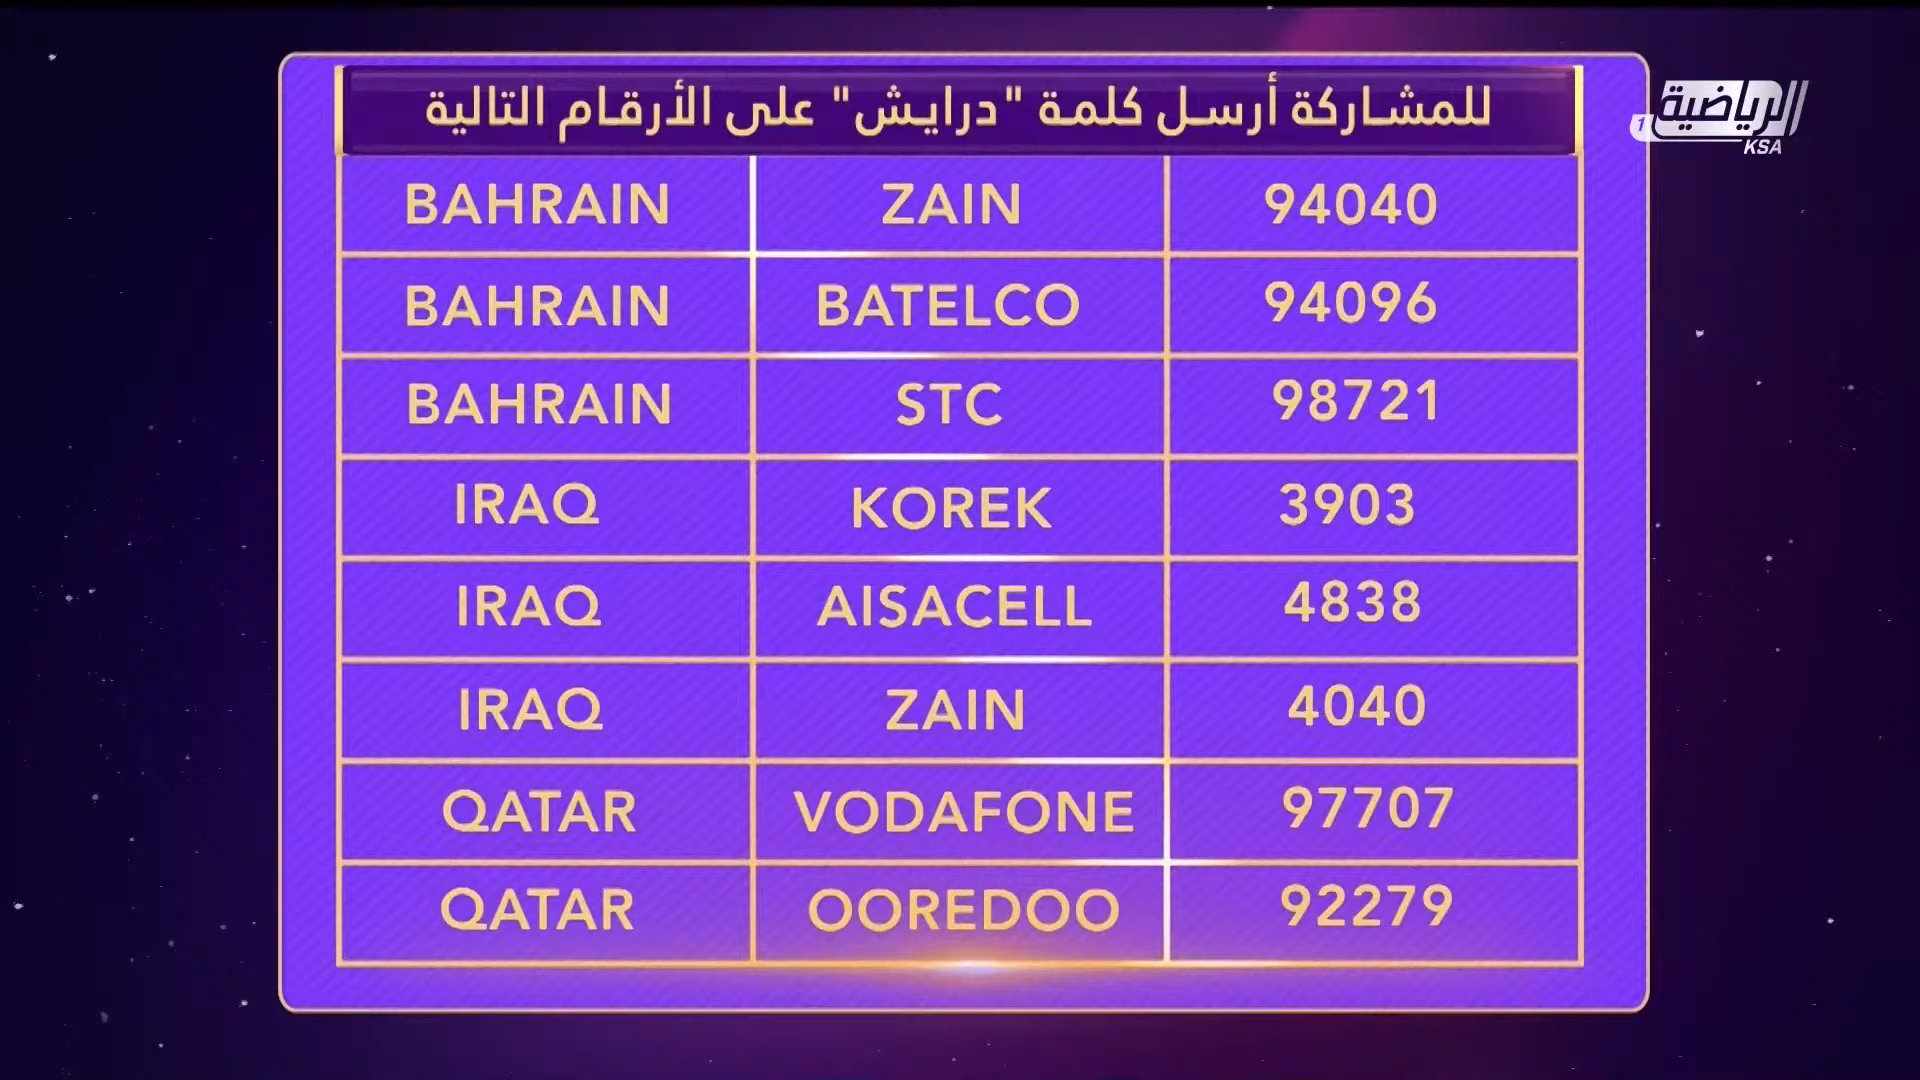 للمشاركة أرسل كلمة "درايش" على الأرقام التالية
BAHRAIN ZAIN 94040
BAHRAIN BATELCO 94096
BAHRAIN STC 98721
IRAQ KOREK 3903
IRAQ AISACELL 4838
IRAQ ZAIN 4040
QATAR VODAFONE 97707
QATAR OOREDOO 92279
الرياضية
1
KSA